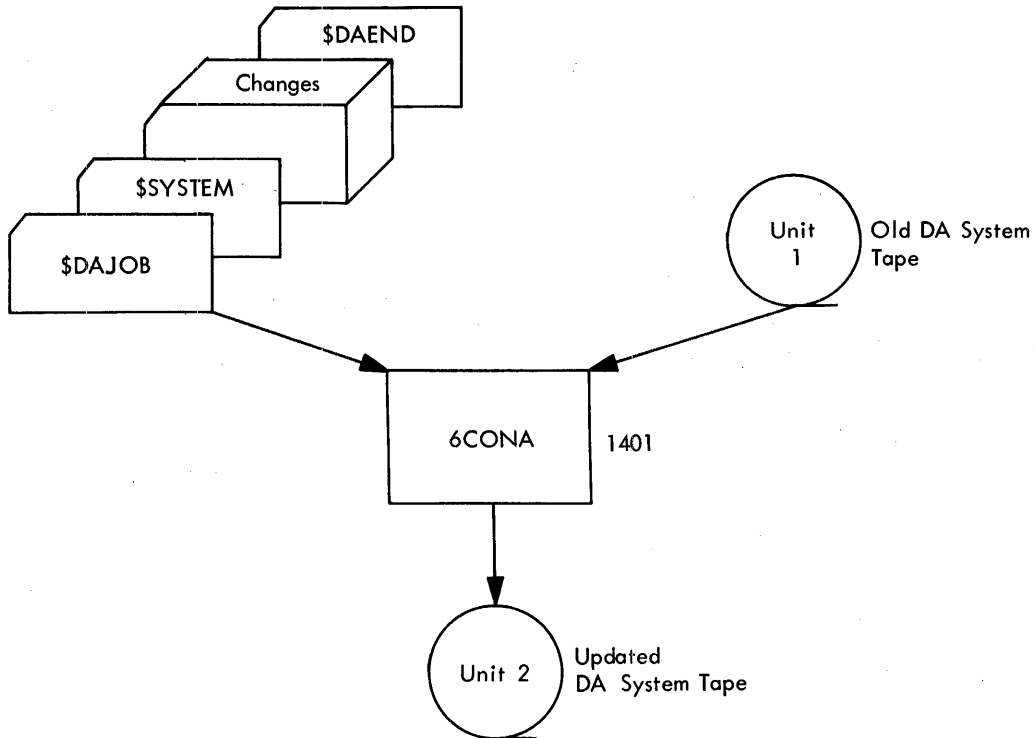 $DAEND
Changes
$SYSTEM
$DAJOB
Unit
1
Old DA System
Tape
6CONA
1401
Unit 2
Updated
DA System Tape